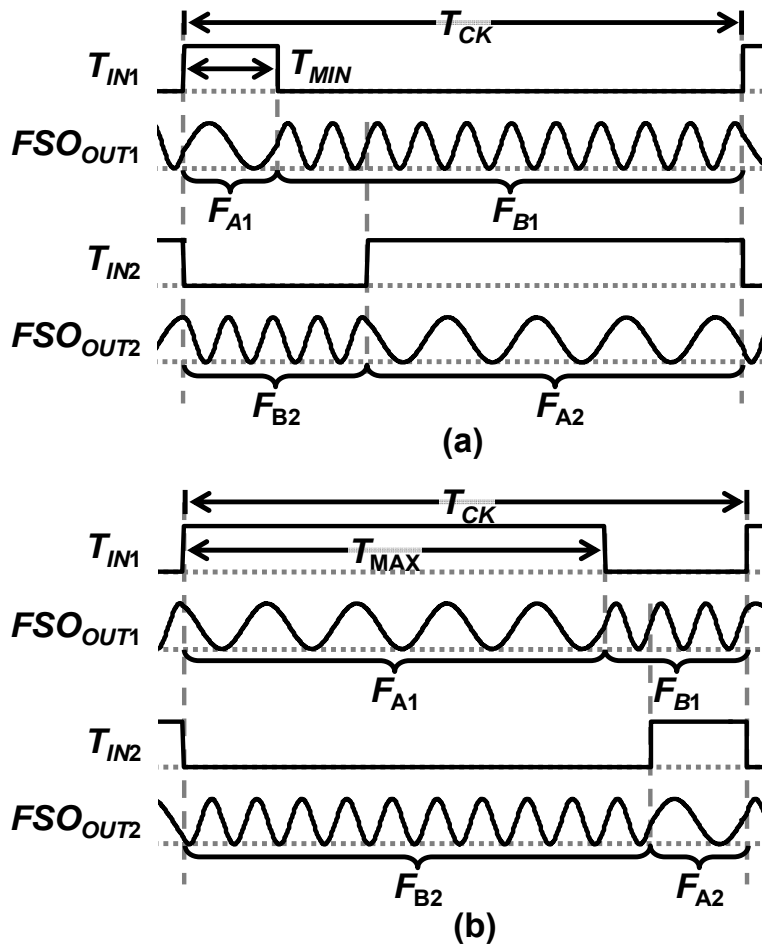 T_CK
T_IN1
T_MIN
FSO_OUT1
F_A1
F_B1
T_IN2
FSO_OUT2
F_B2
F_A2
(a)
T_CK
T_IN1
T_MAX
FSO_OUT1
F_A1
F_B1
T_IN2
FSO_OUT2
F_B2
F_A2
(b)